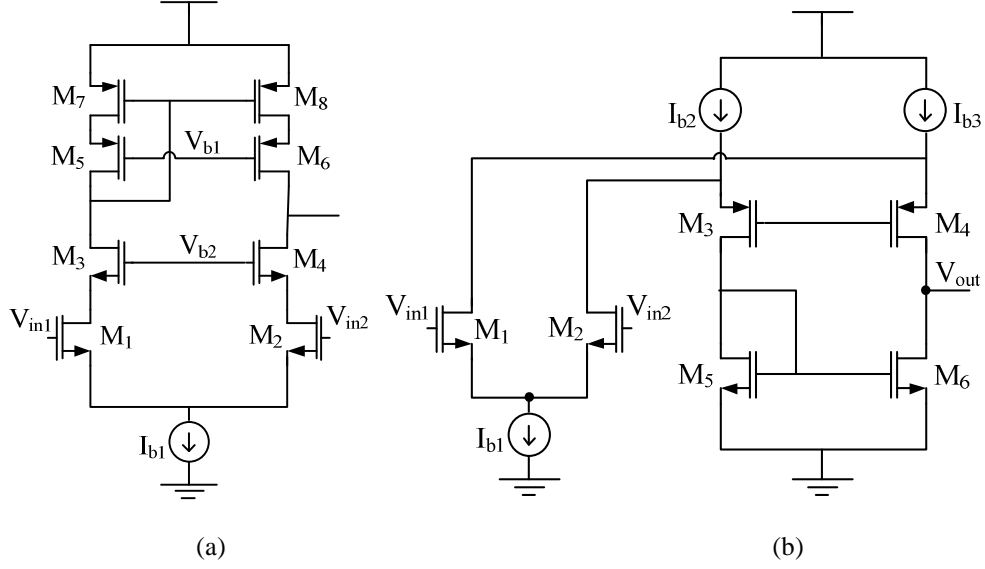 M7
M8
M5
Vb1
M6
M3
Vb2
M4
Vin1
M1
M2
Vin2
Ib1
(a)
Ib2
Ib3
M3
M4
Vout
Vin1
M1
M2
Vin2
M5
M6
Ib1
(b)